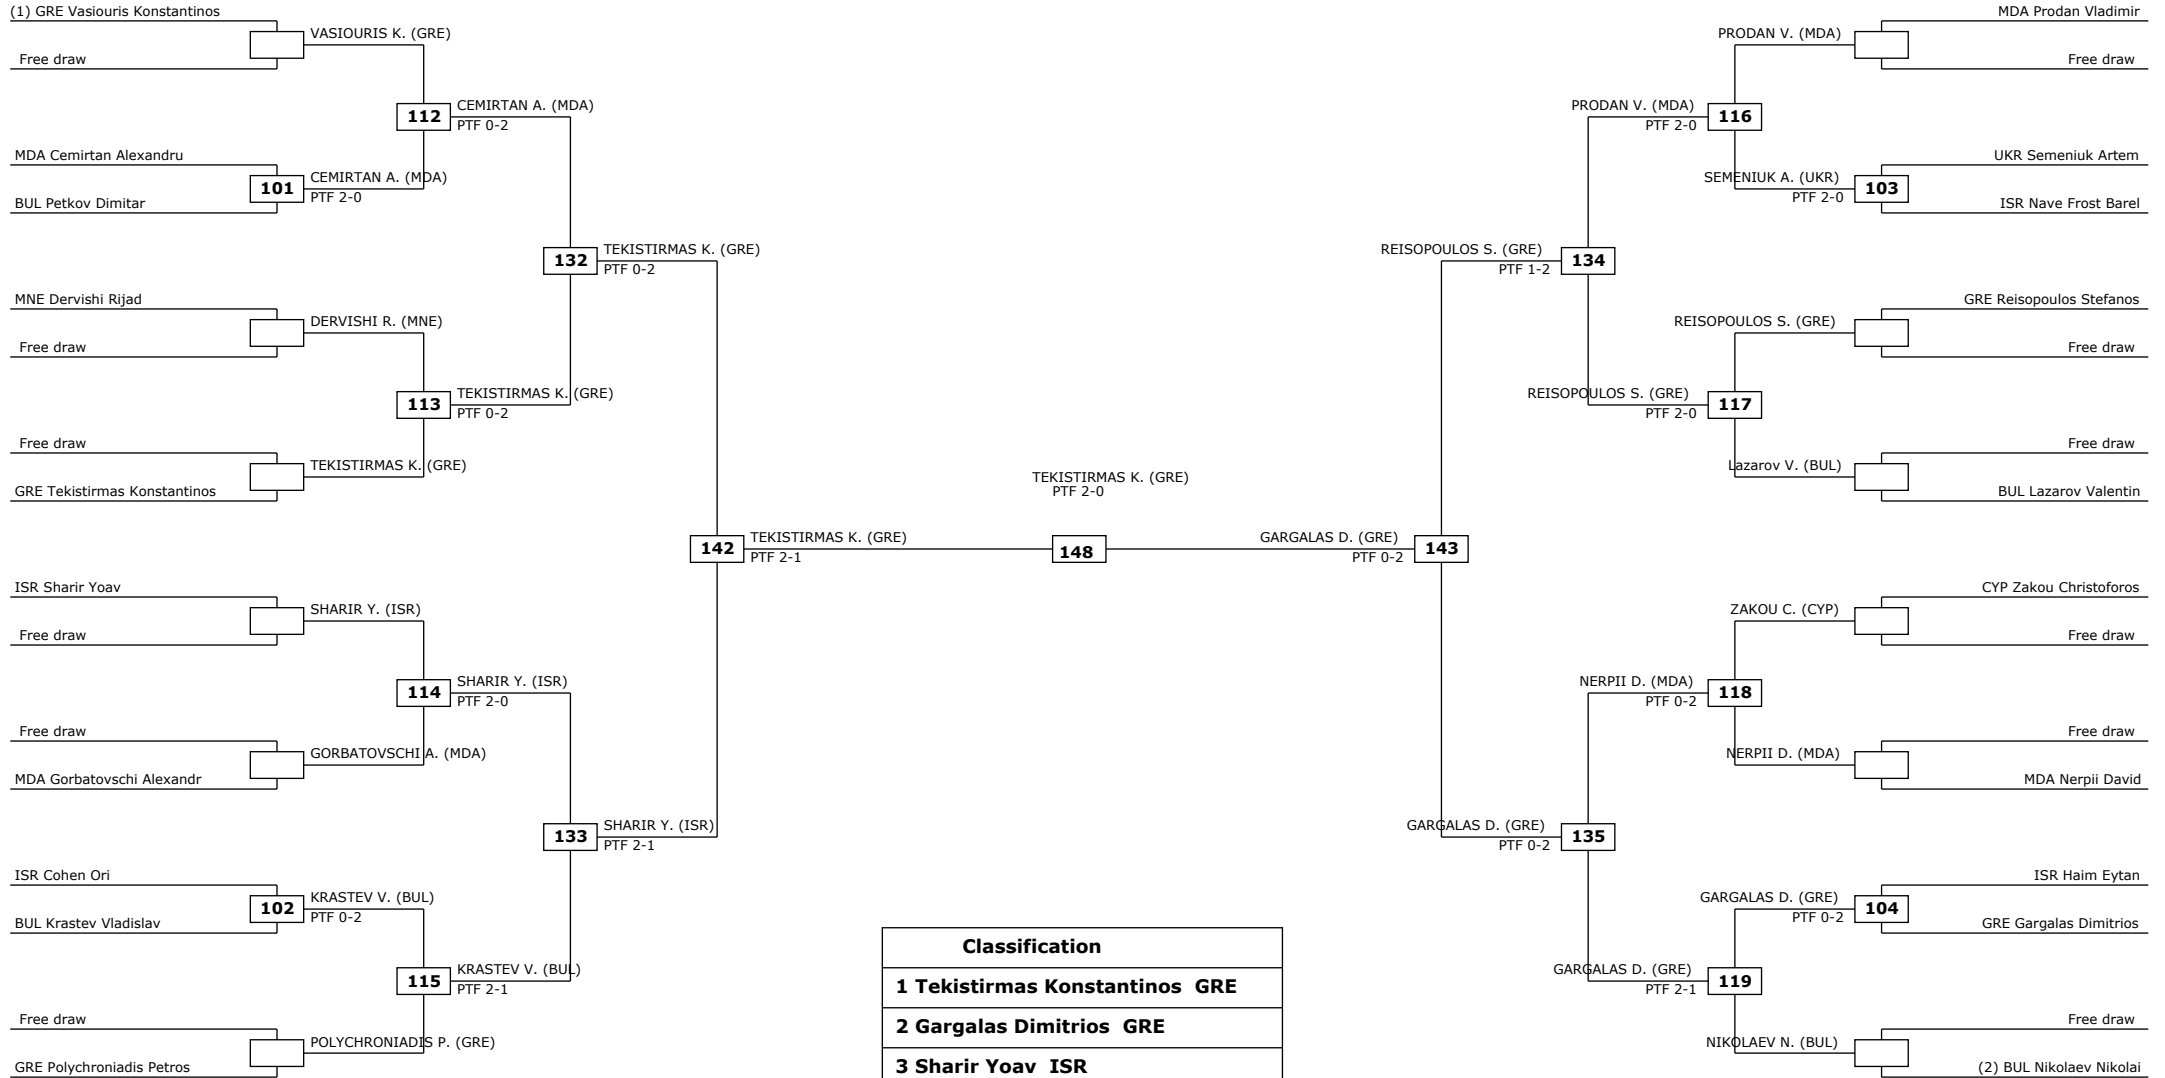 (1) GRE Vasiouris Konstantinos
VASIOURIS K. (GRE)
Free draw
CEMIRTAN A. (MDA)
112
PTF 0-2
MDA Cemirtan Alexandru
CEMIRTAN A. (MDA)
101
PTF 2-0
BUL Petkov Dimitar
TEKISTIRMAS K. (GRE)
132
PTF 0-2
MNE Dervishi Rijad
DERVISHI R. (MNE)
Free draw
TEKISTIRMAS K. (GRE)
113
PTF 0-2
Free draw
TEKISTIRMAS K. (GRE)
GRE Tekistirmas Konstantinos
TEKISTIRMAS K. (GRE)
142
PTF 2-1
ISR Sharir Yoav
SHARIR Y. (ISR)
Free draw
SHARIR Y. (ISR)
114
PTF 2-0
Free draw
GORBATOVSCHI A. (MDA)
MDA Gorbatovschi Alexandr
SHARIR Y. (ISR)
133
PTF 2-1
ISR Cohen Ori
KRASTEV V. (BUL)
102
PTF 0-2
BUL Krastev Vladislav
KRASTEV V. (BUL)
115
PTF 2-1
Free draw
POLYCHRONIADIS P. (GRE)
GRE Polychroniadis Petros
TEKISTIRMAS K. (GRE)
PTF 2-0
148
MDA Prodan Vladimir
PRODAN V. (MDA)
Free draw
PRODAN V. (MDA)
116
PTF 2-0
UKR Semeniuk Artem
SEMENIUK A. (UKR)
103
PTF 2-0
ISR Nave Frost Barel
REISOPOULOS S. (GRE)
134
PTF 1-2
GRE Reisopoulos Stefanos
REISOPOULOS S. (GRE)
Free draw
REISOPOULOS S. (GRE)
117
PTF 2-0
Free draw
Lazarov V. (BUL)
BUL Lazarov Valentin
GARGALAS D. (GRE)
143
PTF 0-2
CYP Zakou Christoforos
ZAKOU C. (CYP)
Free draw
NERPII D. (MDA)
118
PTF 0-2
Free draw
NERPII D. (MDA)
MDA Nerpii David
GARGALAS D. (GRE)
135
PTF 0-2
ISR Haim Eytan
GARGALAS D. (GRE)
104
PTF 0-2
GRE Gargalas Dimitrios
GARGALAS D. (GRE)
119
PTF 2-1
Free draw
NIKOLAEV N. (BUL)
(2) BUL Nikolaev Nikolai
Classification
1 Tekistirmas Konstantinos GRE
2 Gargalas Dimitrios GRE
3 Sharir Yoav ISR